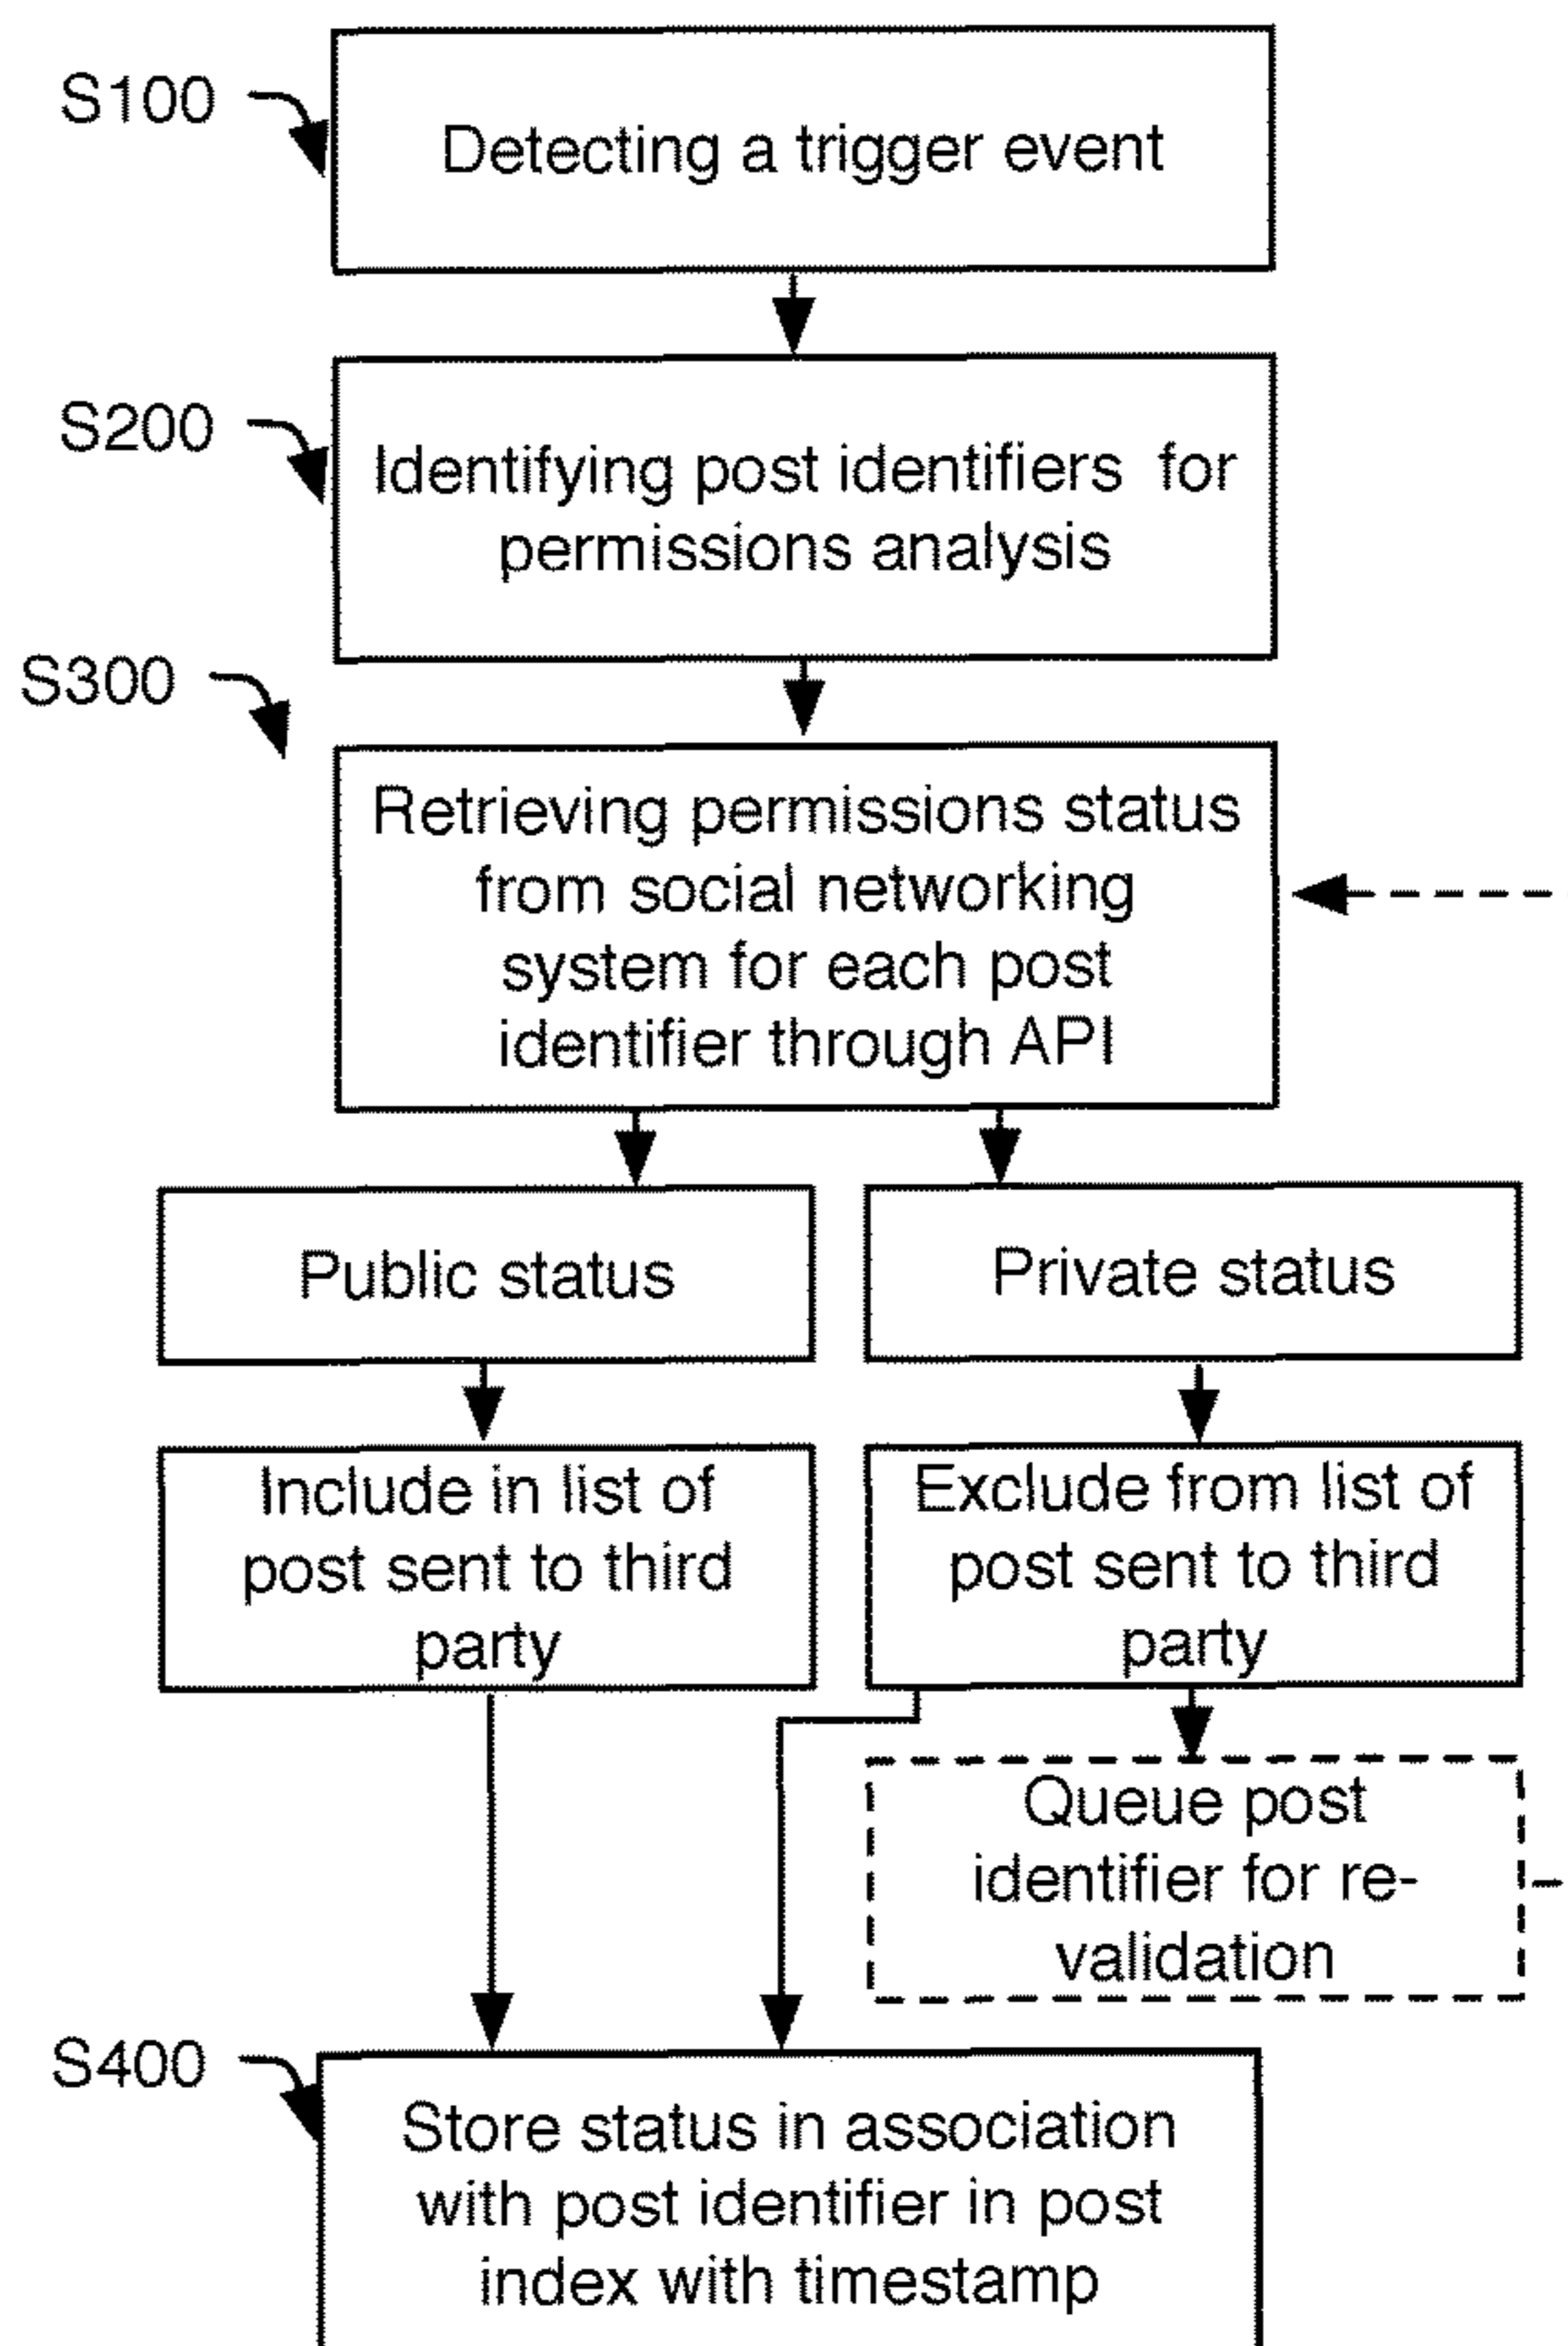 S100
Detecting a trigger event
S200
Identifying post identifiers for
permissions analysis
S300
Retrieving permissions status
from social networking
system for each post
identifier through API
Public status
Private status
Include in list of
post sent to third
party
Exclude from list of
post sent to third
party
Queue post
identifier for re-
validation
S400
Store status in association
with post identifier in post
index with timestamp